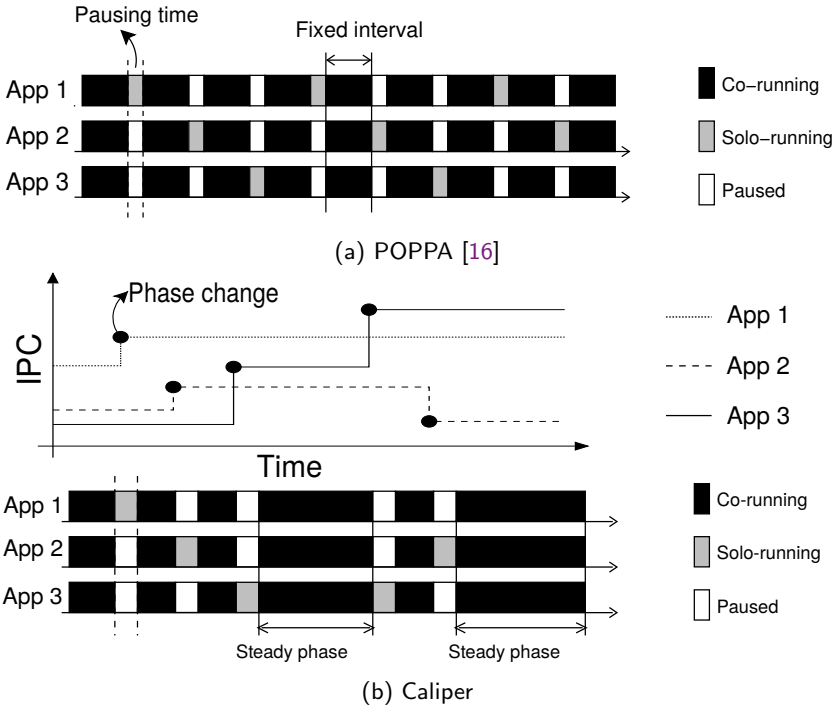 Pausing time
Fixed interval
App 1
App 2
App 3
Co-running
Solo-running
Paused
(a) POPPA [16]
Phase change
IPC
Time
App 1
App 2
App 3
App 1
App 2
App 3
Co-running
Solo-running
Paused
Steady phase
Steady phase
(b) Caliper